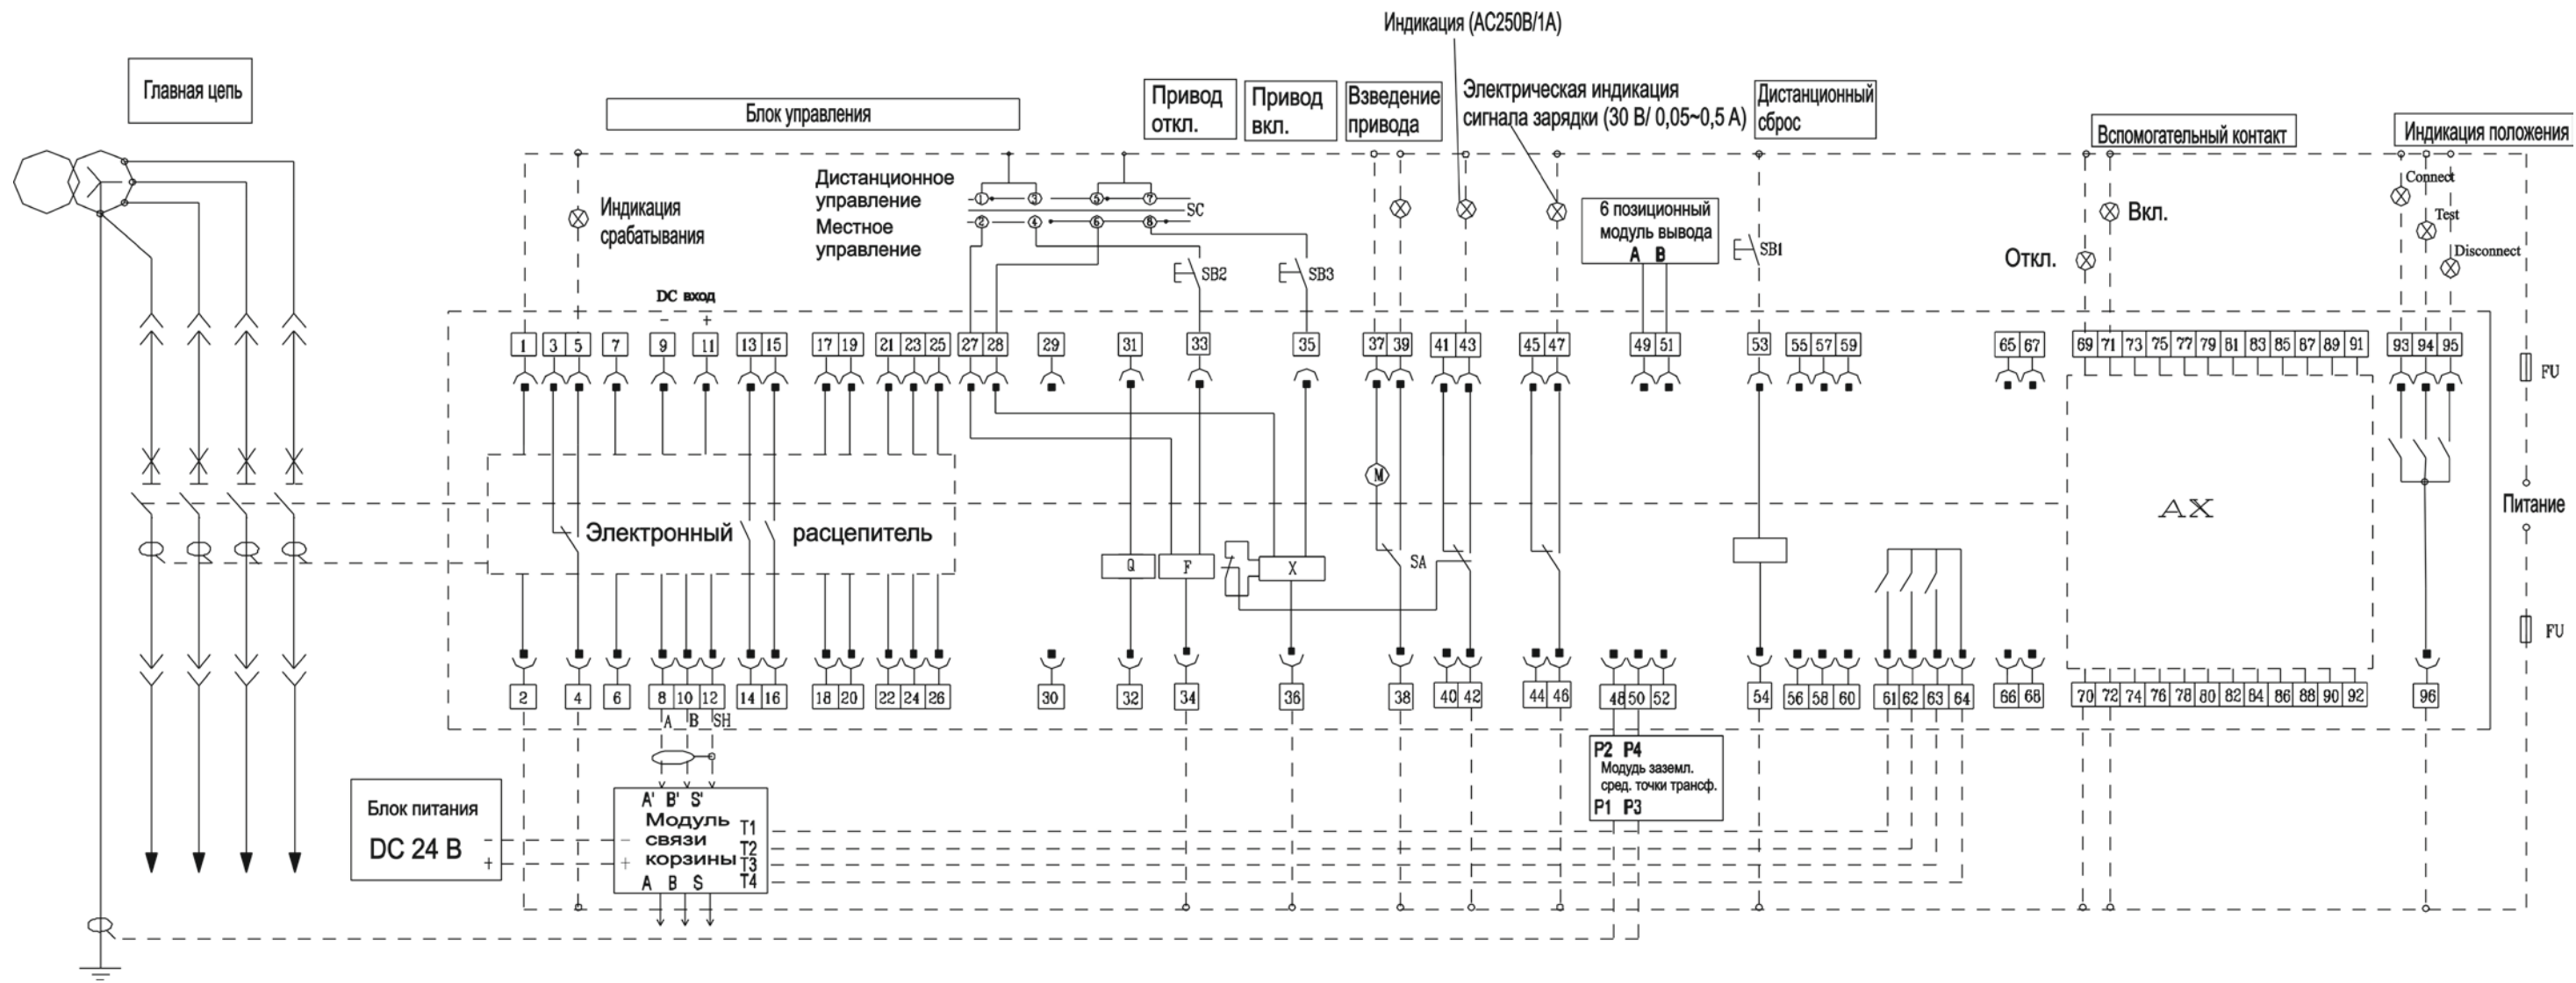 Индикация (AC250В/1А)
Главная цепь
Блок управления
Привод
откл.
Привод
вкл.
Взведение
привода
Электрическая индикация
сигнала зарядки (30 В/ 0,05~0,5 А)
Дистанционный
сброс
Вспомогательный контакт
Индикация положения
Дистанционное
управление
Местное
управление
1 3 5 7
SC
2 4 6 8
Индикация
срабатывания
6 позиционный
модуль вывода
A B
SB1
SB2
SB3
Откл.
Вкл.
Connect
Test
Disconnect
DC вход
− +
1 3 5 7 9 11 13 15 17 19 21 23 25 27 28 29 31 33 35 37 39 41 43 45 47 49 51 53 55 57 59 65 67 69 71 73 75 77 79 81 83 85 87 89 91 93 94 95
FU
M
Питание
Электронный расцепитель
AX
Q
F
X
SA
FU
2 4 6 8 10 12 14 16 18 20 22 24 26 30 32 34 36 38 40 42 44 46 48 50 52 54 56 58 60 61 62 63 64 66 68 70 72 74 76 78 80 82 84 86 88 90 92 96
A B SH
P2 P4
Модудь заземл.
сред. точки трансф.
P1 P3
Блок питания
DC 24 В
−
+
A' B' S'
Модуль
связи
корзины
−
+
A B S
T1
T2
T3
T4